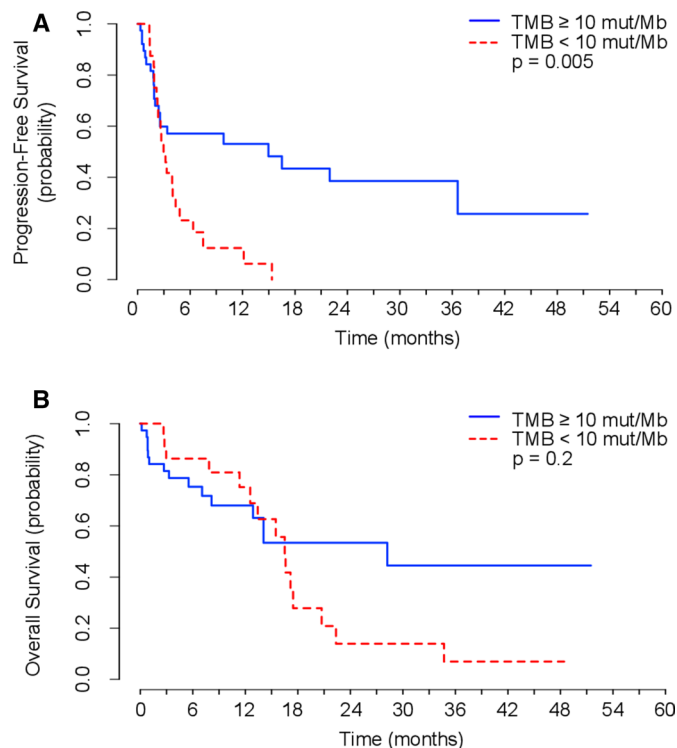 A
TMB ≥ 10 mut/Mb
TMB < 10 mut/Mb
p = 0.005
Progression-Free Survival
(probability)
1.0
0.8
0.6
0.4
0.2
0.0
0 6 12 18 24 30 36 42 48 54 60
Time (months)
B
TMB ≥ 10 mut/Mb
TMB < 10 mut/Mb
p = 0.2
Overall Survival (probability)
1.0
0.8
0.6
0.4
0.2
0.0
0 6 12 18 24 30 36 42 48 54 60
Time (months)